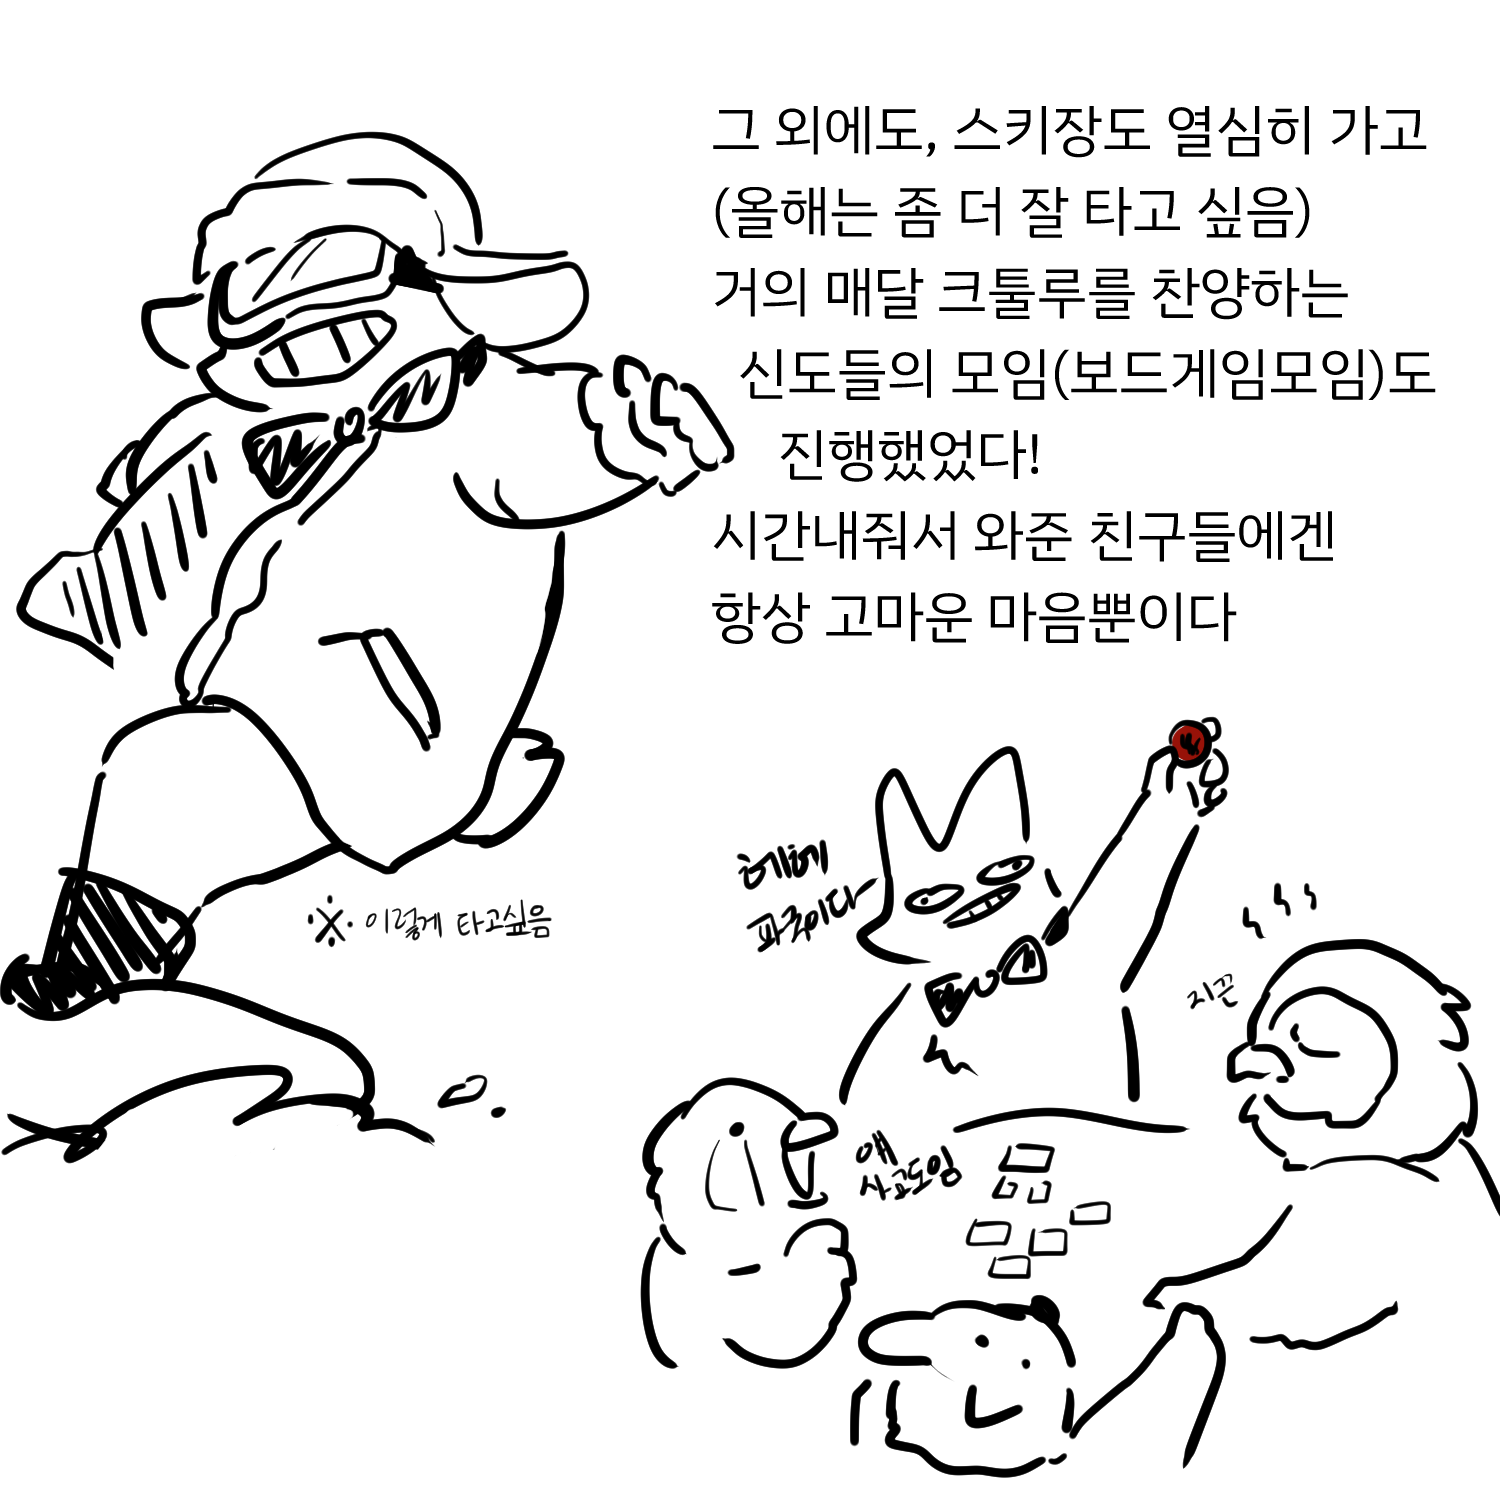 그 외에도, 스키장도 열심히 가고
(올해는 좀 더 잘 타고 싶음)
거의 매달 크툴루를 찬양하는
신도들의 모임(보드게임모임)도
진행했었다!
시간내줘서 와준 친구들에겐
항상 고마운 마음뿐이다
※ 이렇게 타고싶음
헤헤
파국이다
지끈
얘
사고도임